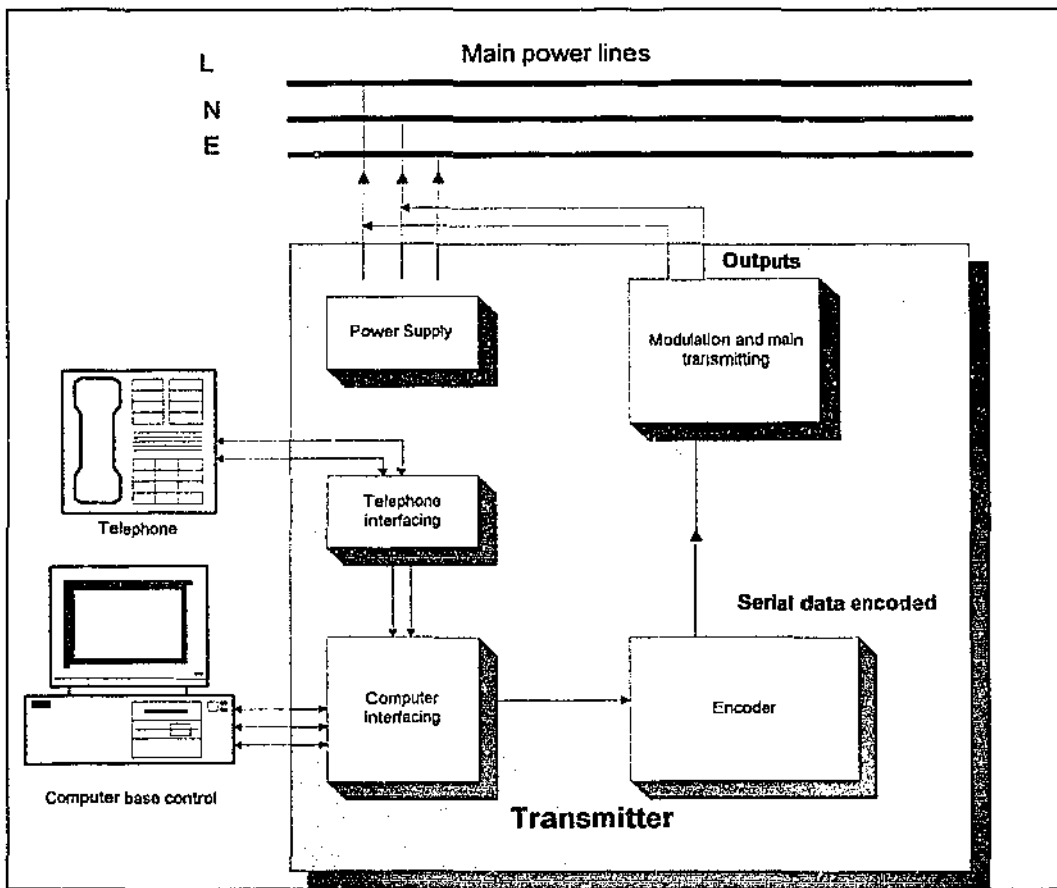 L
Main power lines
N
E
Outputs
Power Supply
Modulation and main
transmitting
Telephone
interfacing
Telephone
Serial data encoded
Computer
interfacing
Encoder
Computer base control
Transmitter